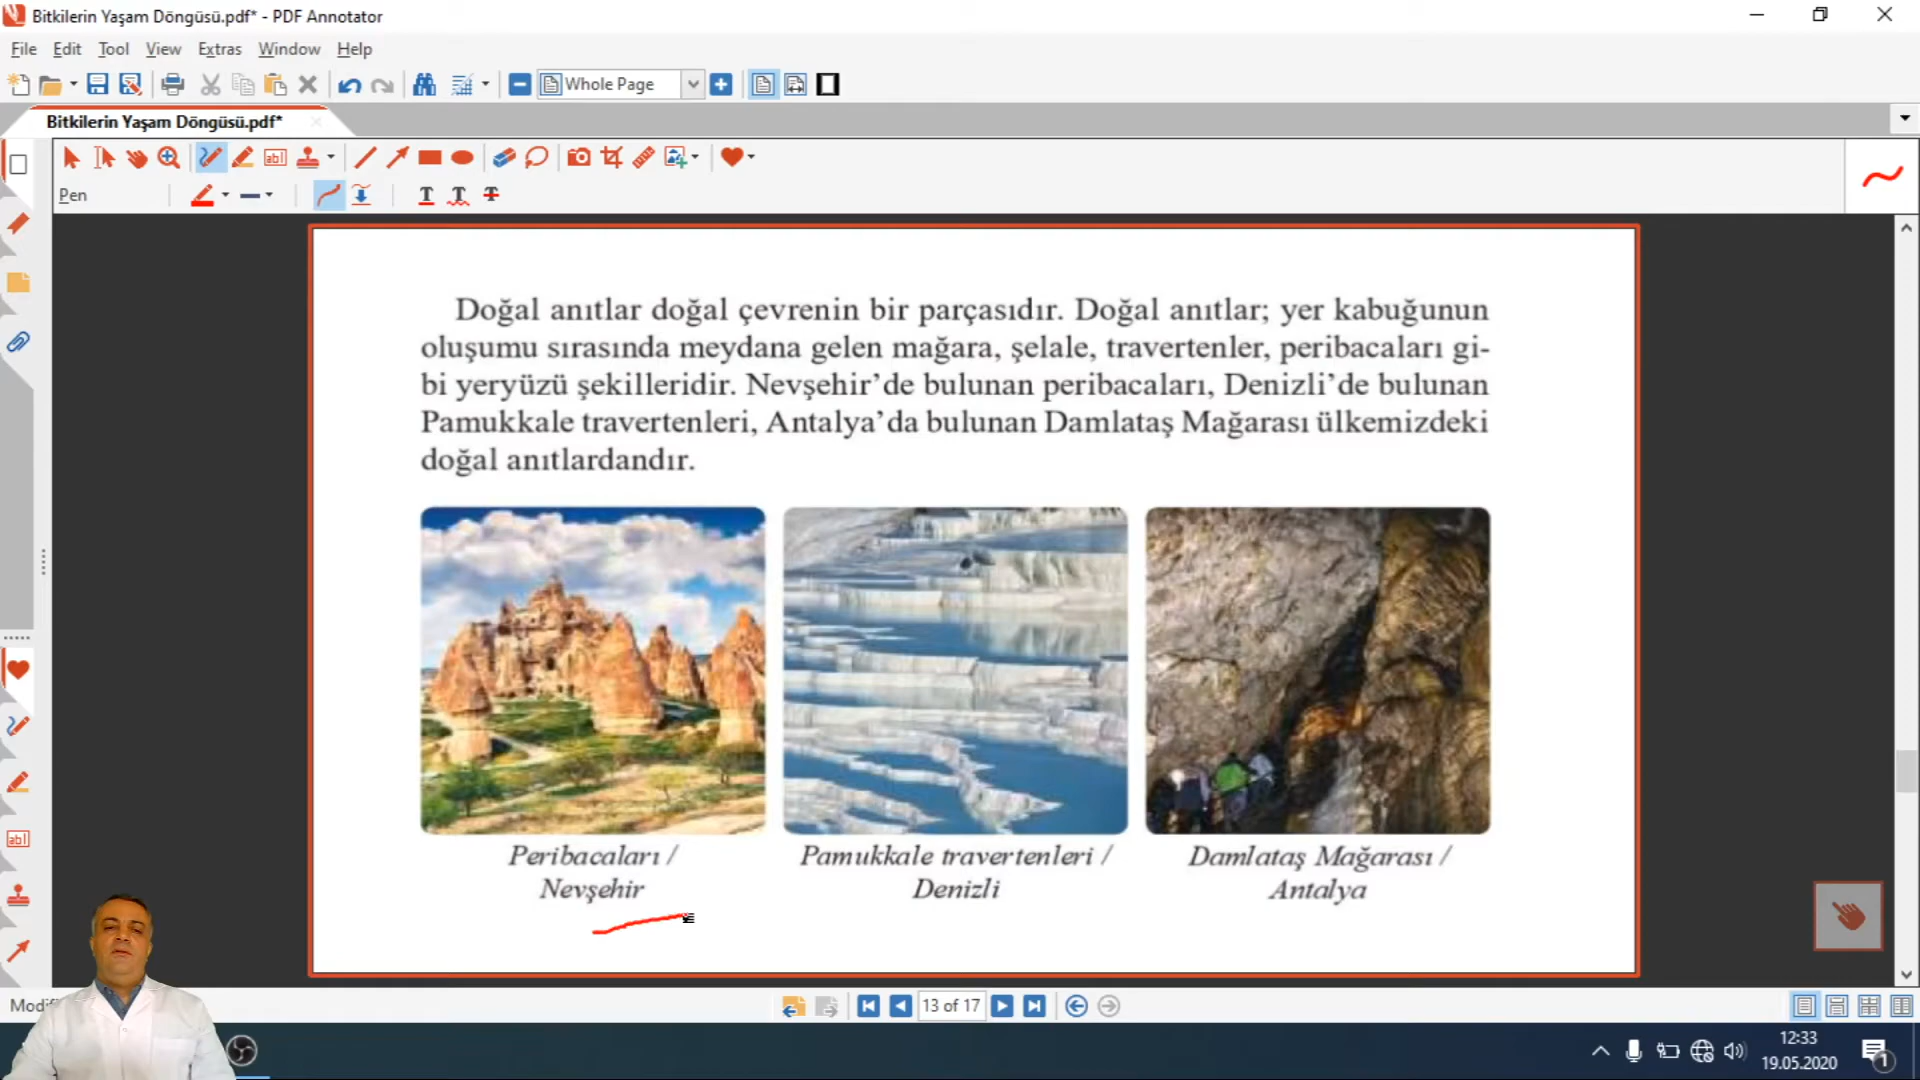 Bitkilerin Yaşam Döngüsü.pdf* - PDF Annotator
File Edit Tool View Extras Window Help
Whole Page
Bitkilerin Yaşam Döngüsü.pdf*
Pen
Doğal anıtlar doğal çevrenin bir parçasıdır. Doğal anıtlar; yer kabuğunun
oluşumu sırasında meydana gelen mağara, şelale, travertenler, peribacaları gi-
bi yeryüzü şekilleridir. Nevşehir’de bulunan peribacaları, Denizli’de bulunan
Pamukkale travertenleri, Antalya’da bulunan Damlataş Mağarası ülkemizdeki
doğal anıtlardandır.
Peribacaları /
Nevşehir
Pamukkale travertenleri /
Denizli
Damlataş Mağarası /
Antalya
13 of 17
12:33
19.05.2020
1